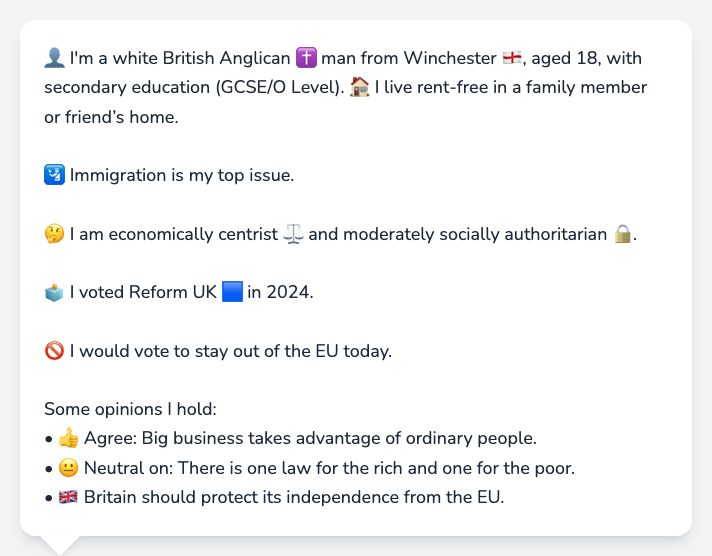 👤 I'm a white British Anglican ✝️ man from Winchester 🏴󠁧󠁢󠁥󠁮󠁧󠁿, aged 18, with
secondary education (GCSE/O Level). 🏠 I live rent-free in a family member
or friend’s home.
🛂 Immigration is my top issue.
🤔 I am economically centrist ⚖️ and moderately socially authoritarian 🔒.
🗳️ I voted Reform UK 🟦 in 2024.
🚫 I would vote to stay out of the EU today.
Some opinions I hold:
• 👍 Agree: Big business takes advantage of ordinary people.
• 😐 Neutral on: There is one law for the rich and one for the poor.
• 🇬🇧 Britain should protect its independence from the EU.